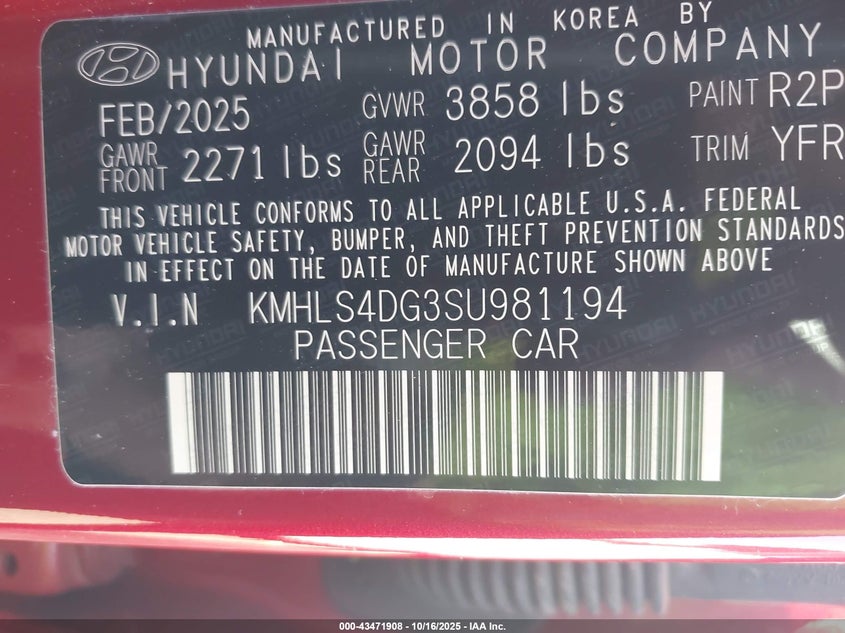 MANUFACTURED IN KOREA BY
HYUNDAI MOTOR COMPANY
FEB/2025 GVWR 3858 lbs PAINT R2P
GAWR FRONT 2271 lbs GAWR REAR 2094 lbs TRIM YFR
THIS VEHICLE CONFORMS TO ALL APPLICABLE U.S.A. FEDERAL
MOTOR VEHICLE SAFETY, BUMPER, AND THEFT PREVENTION STANDARDS
IN EFFECT ON THE DATE OF MANUFACTURE SHOWN ABOVE
V.I.N KMHLS4DG3SU981194
PASSENGER CAR
000-43471908 - 10/16/2025 - IAA Inc.